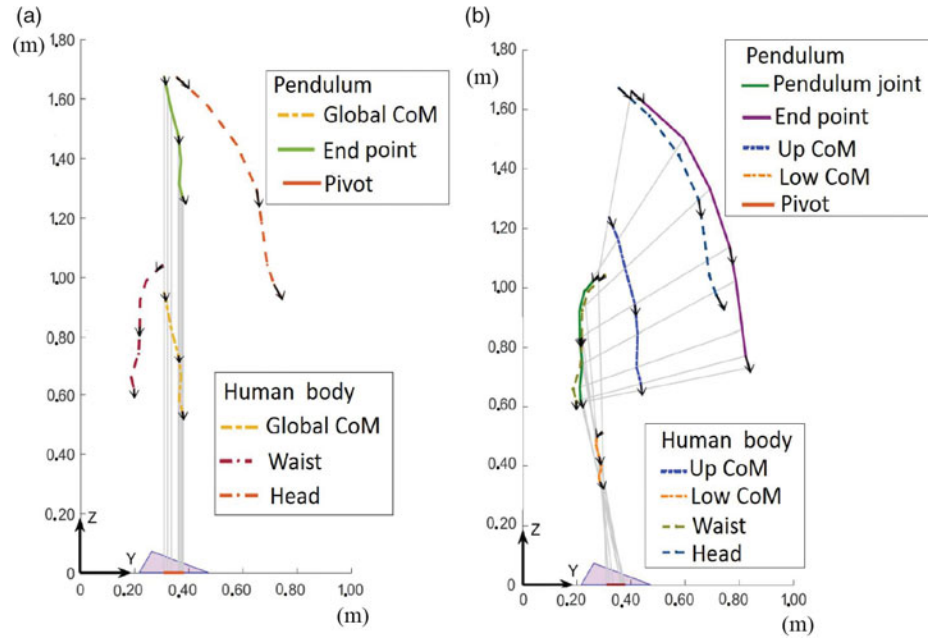 (a)
(m)
1.80
1.60
1.40
1.20
1.00
0.80
0.60
0.40
0.20
0
Z
Y
0 0.20 0.40 0.60 0.80 1.00
(m)
Pendulum
Global CoM
End point
Pivot
Human body
Global CoM
Waist
Head
(b)
(m)
1.80
1.60
1.40
1.20
1.00
0.80
0.60
0.40
0.20
0
Z
Y
0 0.20 0.40 0.60 0.80 1.00
(m)
Pendulum
Pendulum joint
End point
Up CoM
Low CoM
Pivot
Human body
Up CoM
Low CoM
Waist
Head